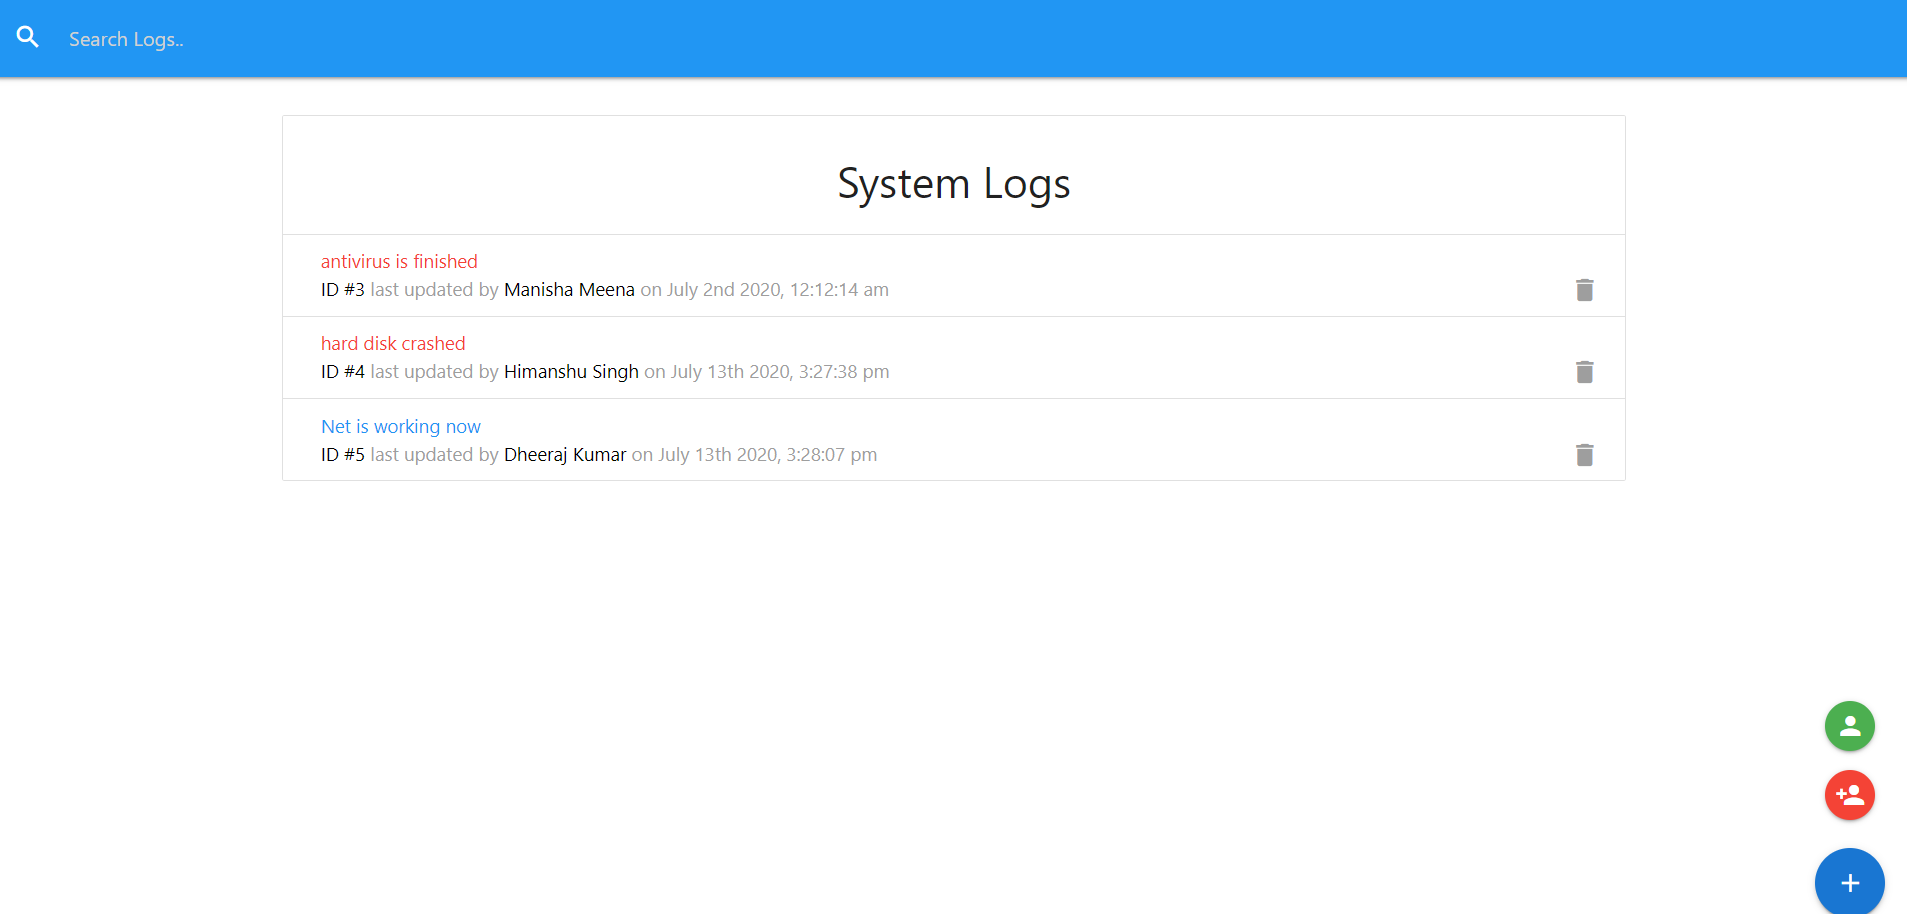 Search Logs..
System Logs
antivirus is finished
ID #3 last updated by Manisha Meena on July 2nd 2020, 12:12:14 am
hard disk crashed
ID #4 last updated by Himanshu Singh on July 13th 2020, 3:27:38 pm
Net is working now
ID #5 last updated by Dheeraj Kumar on July 13th 2020, 3:28:07 pm